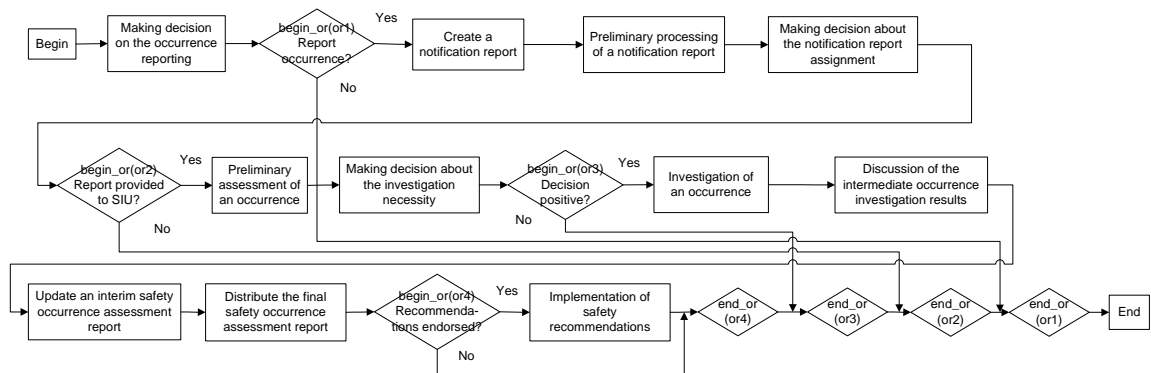 Begin
Making decision
on the occurrence
reporting
begin_or(or1)
Report
occurrence?
Yes
No
Create a
notification report
Preliminary processing
of a notification report
Making decision about
the notification report
assignment
begin_or(or2)
Report provided
to SIU?
Yes
No
Preliminary
assessment of
an occurrence
Making decision about
the investigation
necessity
begin_or(or3)
Decision
positive?
Yes
No
Investigation of
an occurrence
Discussion of the
intermediate occurrence
investigation results
Update an interim safety
occurrence assessment
report
Distribute the final
safety occurrence
assessment report
begin_or(or4)
Recommenda-
tions endorsed?
Yes
No
Implementation of
safety
recommendations
end_or
(or4)
end_or
(or3)
end_or
(or2)
end_or
(or1)
End